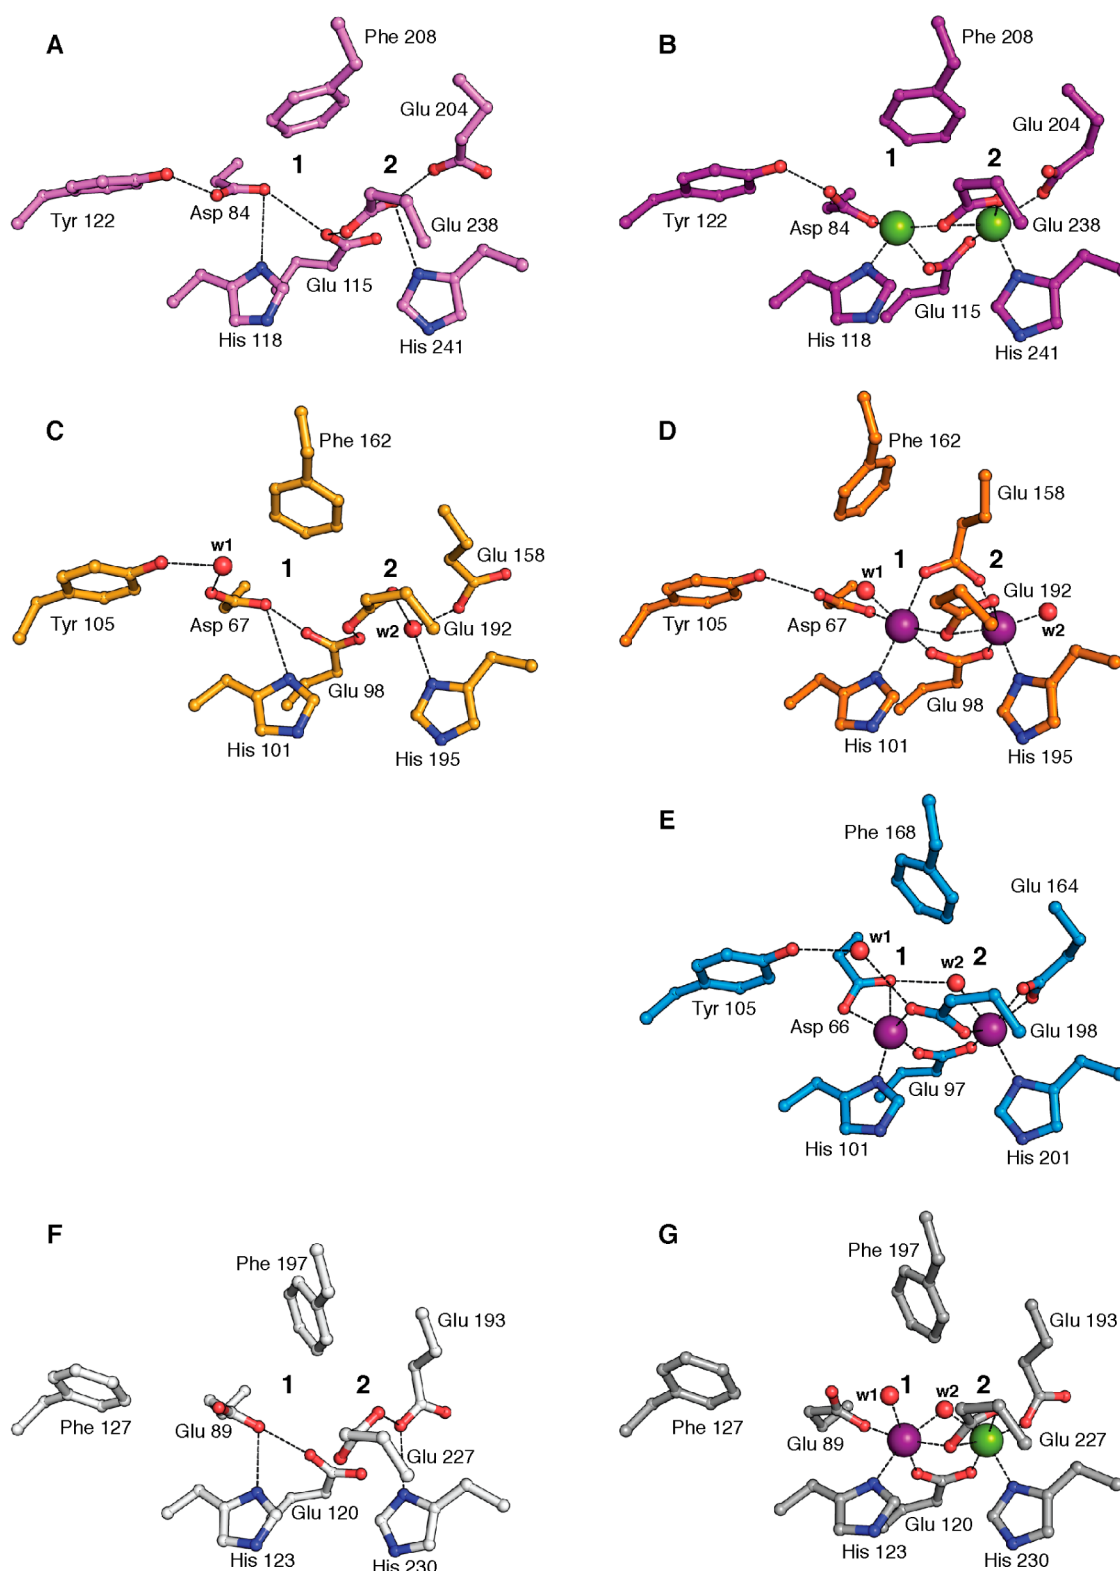 A
Phe 208
Glu 204
1
2
Tyr 122
Asp 84
Glu 238
Glu 115
His 118
His 241
B
Phe 208
Glu 204
1
2
Tyr 122
Asp 84
Glu 238
Glu 115
His 118
His 241
C
Phe 162
w1
1
2
Glu 158
Tyr 105
Asp 67
w2
Glu 192
Glu 98
His 101
His 195
D
Phe 162
Glu 158
1
2
w1
Glu 192
Tyr 105
Asp 67
w2
Glu 98
His 101
His 195
E
Phe 168
Glu 164
w1
1
w2
2
Tyr 105
Asp 66
Glu 198
Glu 97
His 101
His 201
F
Phe 197
Glu 193
1
2
Phe 127
Glu 89
Glu 227
Glu 120
His 123
His 230
G
Phe 197
Glu 193
w1
1
w2
2
Phe 127
Glu 89
Glu 227
Glu 120
His 123
His 230